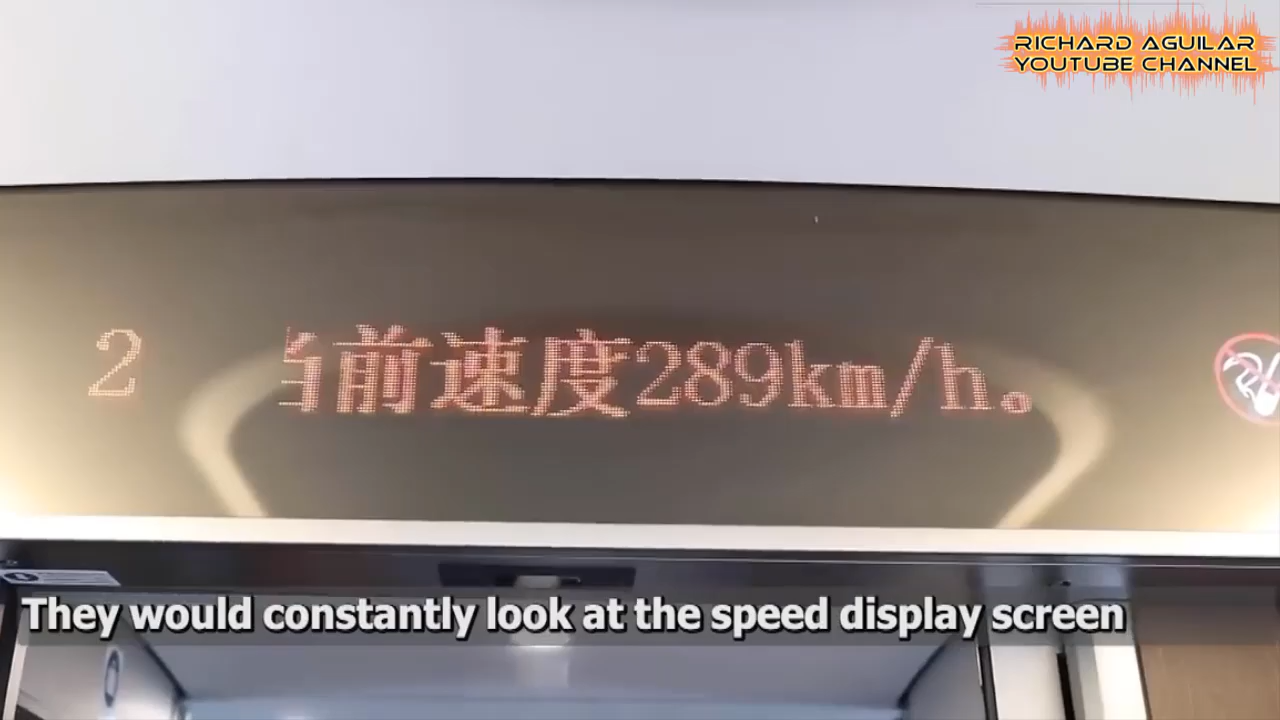 RICHARD AGUILAR
YOUTUBE CHANNEL
2 当前速度289km/h。
They would constantly look at the speed display screen